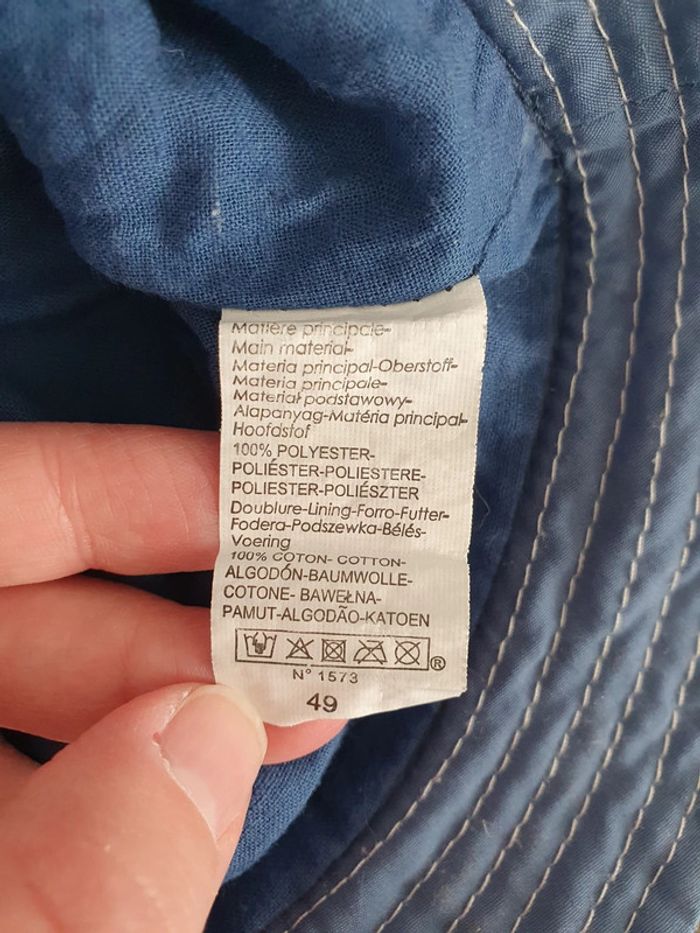 Matière principale-
Main material-
Materia principal-Oberstoff-
Materia principale-
Materiał podstawowy-
Alapanyag-Matéria principal-
Hoofdstof
100% POLYESTER-
POLIÉSTER-POLIESTERE-
POLIESTER-POLIÉSZTER
Doublure-Lining-Forro-Futter-
Fodera-Podszewka-Bélés-
Voering
100% COTON- COTTON-
ALGODÓN-BAUMWOLLE-
COTONE- BAWEŁNA-
PAMUT-ALGODÃO-KATOEN
®
N° 1573
49